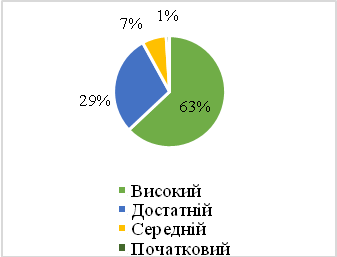 7%
1%
29%
63%
Високий
Достатній
Середній
Початковий